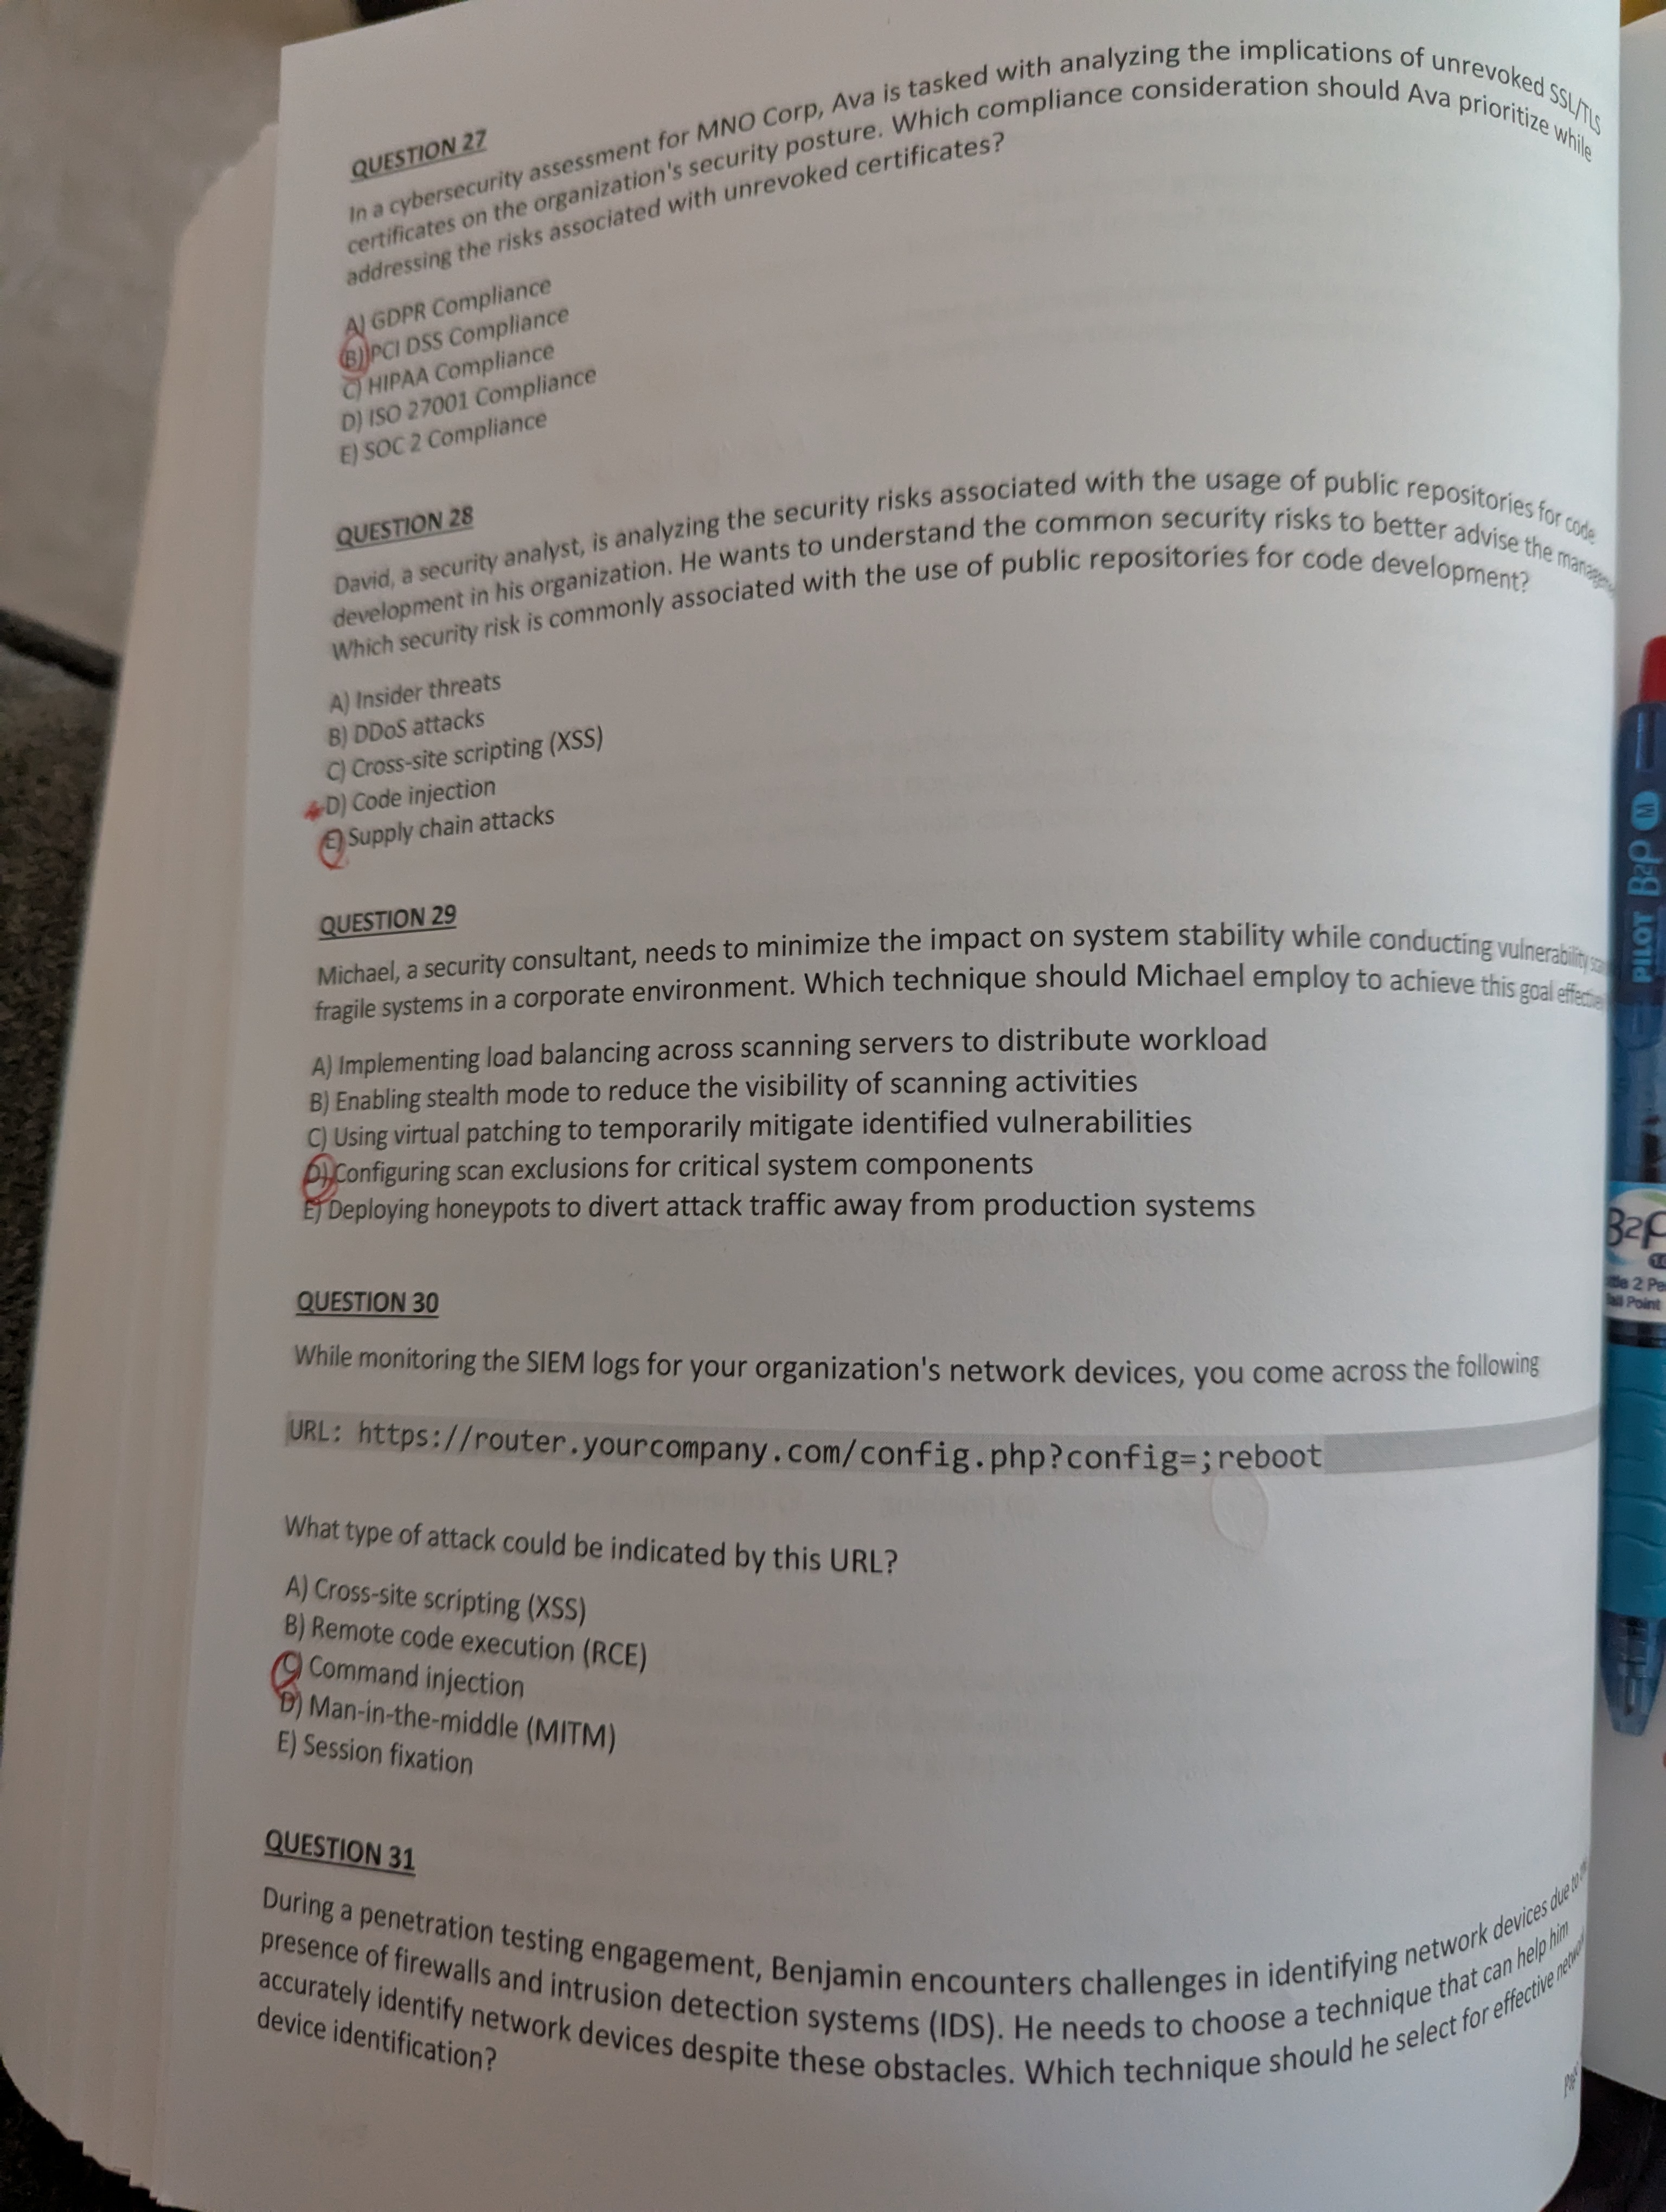 QUESTION 27
In a cybersecurity assessment for MNO Corp, Ava is tasked with analyzing the implications of unrevoked SSL/TLS
certificates on the organization's security posture. Which compliance consideration should Ava prioritize while
addressing the risks associated with unrevoked certificates?
A) GDPR Compliance
B) PCI DSS Compliance
C) HIPAA Compliance
D) ISO 27001 Compliance
E) SOC 2 Compliance
QUESTION 28
David, a security analyst, is analyzing the security risks associated with the usage of public repositories for code
development in his organization. He wants to understand the common security risks to better advise the
Which security risk is commonly associated with the use of public repositories for code development?
A) Insider threats
B) DDoS attacks
C) Cross-site scripting (XSS)
D) Code injection
E) Supply chain attacks
QUESTION 29
Michael, a security consultant, needs to minimize the impact on system stability while conducting vulnerability
fragile systems in a corporate environment. Which technique should Michael employ to achieve this goal
A) Implementing load balancing across scanning servers to distribute workload
B) Enabling stealth mode to reduce the visibility of scanning activities
C) Using virtual patching to temporarily mitigate identified vulnerabilities
D) Configuring scan exclusions for critical system components
E) Deploying honeypots to divert attack traffic away from production systems
QUESTION 30
While monitoring the SIEM logs for your organization's network devices, you come across the following
URL: https://router.yourcompany.com/config.php?config=;reboot
What type of attack could be indicated by this URL?
A) Cross-site scripting (XSS)
B) Remote code execution (RCE)
C) Command injection
D) Man-in-the-middle (MITM)
E) Session fixation
QUESTION 31
During a penetration testing engagement, Benjamin encounters challenges in identifying network devices due to
presence of firewalls and intrusion detection systems (IDS). He needs to choose a technique that can help him
accurately identify network devices despite these obstacles. Which technique should he select for effective
device identification?
PILOT B2P M
B2P